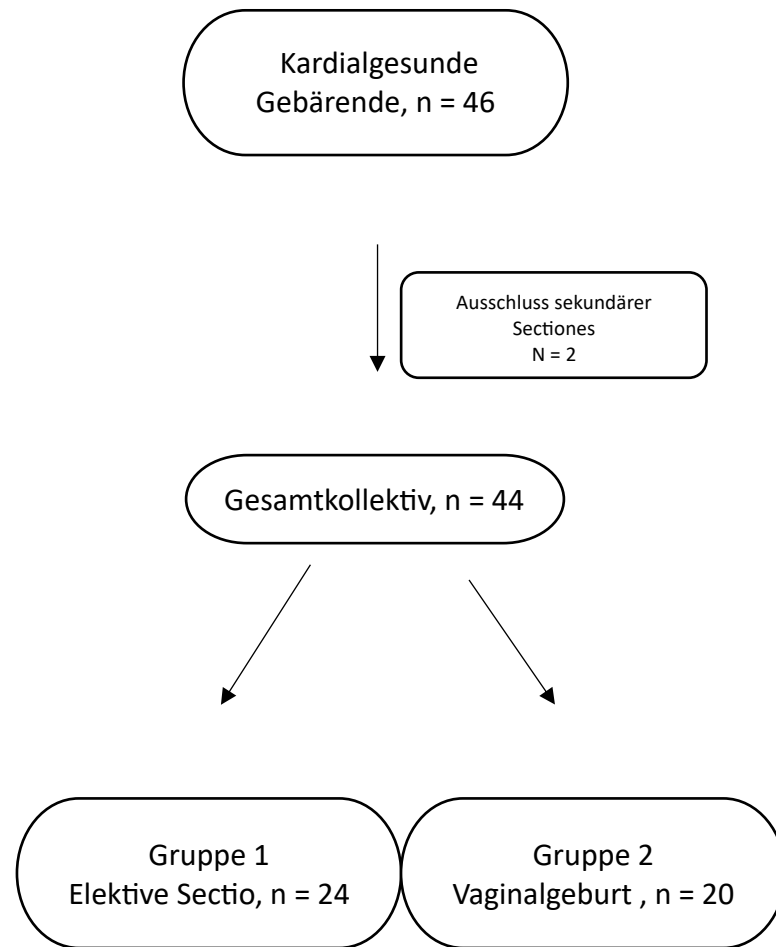 Kardialgesunde
Gebärende, n = 46
Ausschluss sekundärer
Sectiones
N = 2
Gesamtkollektiv, n = 44
Gruppe 1
Elektive Sectio, n = 24
Gruppe 2
Vaginalgeburt , n = 20